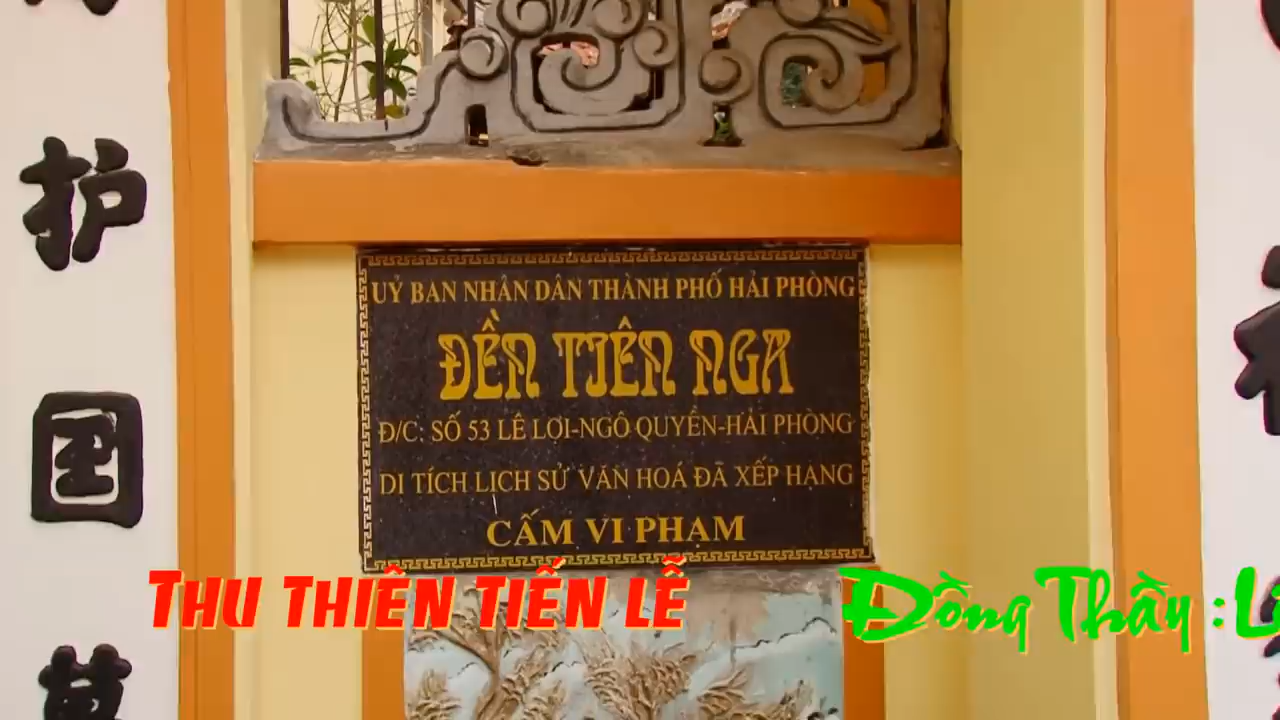 护
国
UỶ BAN NHÂN DÂN THÀNH PHỐ HẢI PHÒNG
ĐỀN TIÊN NGA
Đ/C: SỐ 53 LÊ LỢI-NGÔ QUYỀN-HẢI PHÒNG
DI TÍCH LỊCH SỬ VĂN HOÁ ĐÃ XẾP HẠNG
CẤM VI PHẠM
THU THIÊN TIẾN LỄ
Đồng Thầy :